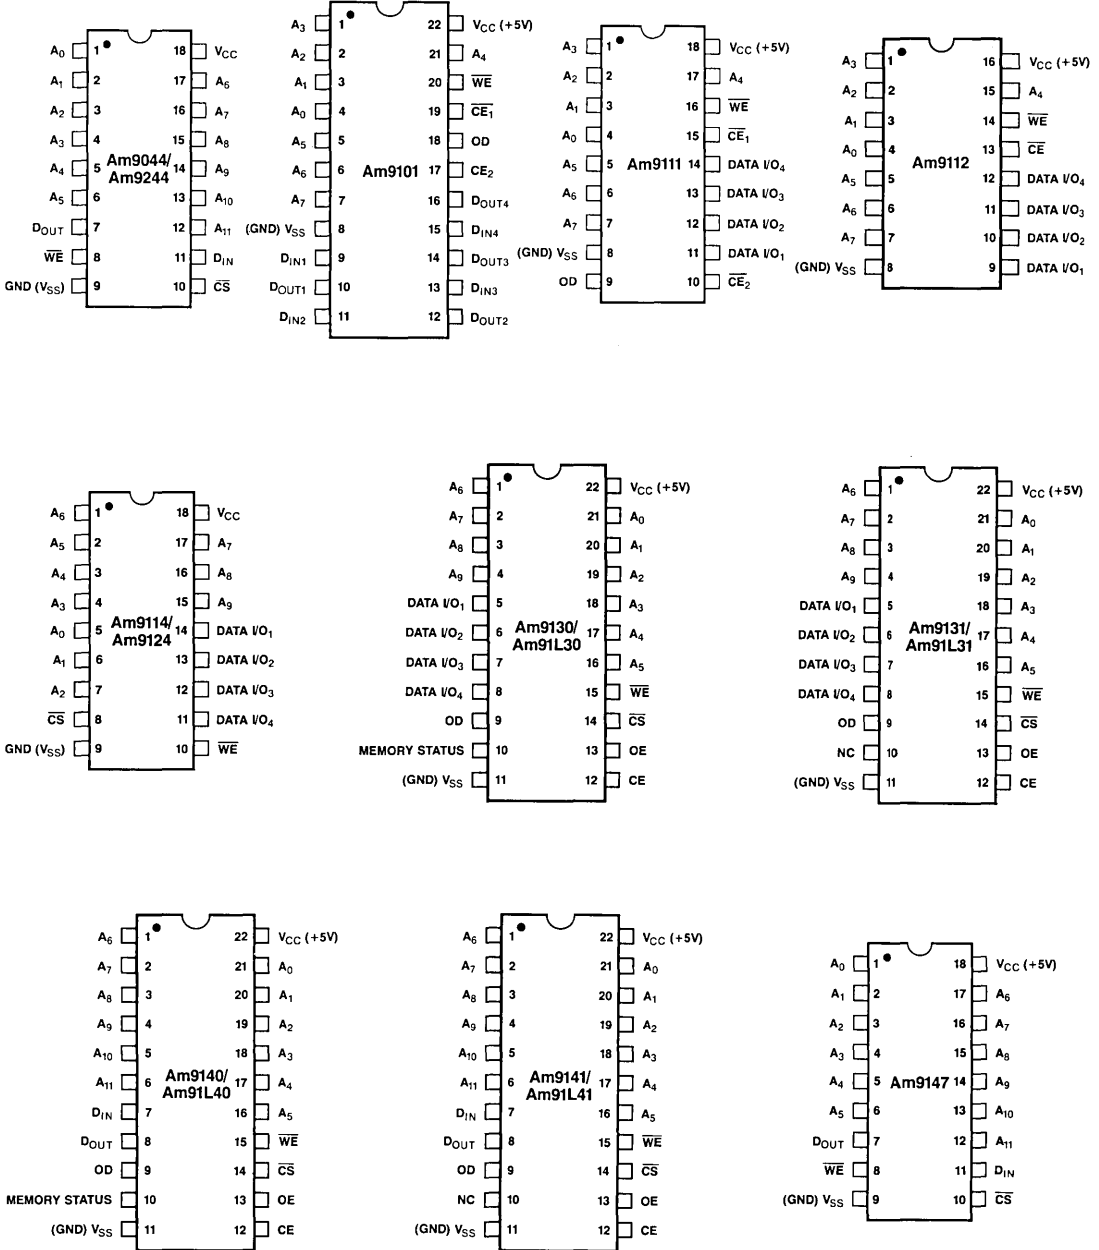 Am9044/
Am9244
A0 1 18 VCC
A1 2 17 A6
A2 3 16 A7
A3 4 15 A8
A4 5 14 A9
A5 6 13 A10
DOUT 7 12 A11
WE 8 11 DIN
GND (VSS) 9 10 CS
Am9101
A3 1 22 VCC (+5V)
A2 2 21 A4
A1 3 20 WE
A0 4 19 CE1
A5 5 18 OD
A6 6 17 CE2
A7 7 16 DOUT4
(GND) VSS 8 15 DIN4
DIN1 9 14 DOUT3
DOUT1 10 13 DIN3
DIN2 11 12 DOUT2
Am9111
A3 1 18 VCC (+5V)
A2 2 17 A4
A1 3 16 WE
A0 4 15 CE1
A5 5 14 DATA I/O4
A6 6 13 DATA I/O3
A7 7 12 DATA I/O2
(GND) VSS 8 11 DATA I/O1
OD 9 10 CE2
Am9112
A3 1 16 VCC (+5V)
A2 2 15 A4
A1 3 14 WE
A0 4 13 CE
A5 5 12 DATA I/O4
A6 6 11 DATA I/O3
A7 7 10 DATA I/O2
(GND) VSS 8 9 DATA I/O1
Am9114/
Am9124
A6 1 18 VCC
A5 2 17 A7
A4 3 16 A8
A3 4 15 A9
A0 5 14 DATA I/O1
A1 6 13 DATA I/O2
A2 7 12 DATA I/O3
CS 8 11 DATA I/O4
GND (VSS) 9 10 WE
Am9130/
Am91L30
A6 1 22 VCC (+5V)
A7 2 21 A0
A8 3 20 A1
A9 4 19 A2
DATA I/O1 5 18 A3
DATA I/O2 6 17 A4
DATA I/O3 7 16 A5
DATA I/O4 8 15 WE
OD 9 14 CS
MEMORY STATUS 10 13 OE
(GND) VSS 11 12 CE
Am9131/
Am91L31
A6 1 22 VCC (+5V)
A7 2 21 A0
A8 3 20 A1
A9 4 19 A2
DATA I/O1 5 18 A3
DATA I/O2 6 17 A4
DATA I/O3 7 16 A5
DATA I/O4 8 15 WE
OD 9 14 CS
NC 10 13 OE
(GND) VSS 11 12 CE
Am9140/
Am91L40
A6 1 22 VCC (+5V)
A7 2 21 A0
A8 3 20 A1
A9 4 19 A2
A10 5 18 A3
A11 6 17 A4
DIN 7 16 A5
DOUT 8 15 WE
OD 9 14 CS
MEMORY STATUS 10 13 OE
(GND) VSS 11 12 CE
Am9141/
Am91L41
A6 1 22 VCC (+5V)
A7 2 21 A0
A8 3 20 A1
A9 4 19 A2
A10 5 18 A3
A11 6 17 A4
DIN 7 16 A5
DOUT 8 15 WE
OD 9 14 CS
NC 10 13 OE
(GND) VSS 11 12 CE
Am9147
A0 1 18 VCC (+5V)
A1 2 17 A6
A2 3 16 A7
A3 4 15 A8
A4 5 14 A9
A5 6 13 A10
DOUT 7 12 A11
WE 8 11 DIN
(GND) VSS 9 10 CS